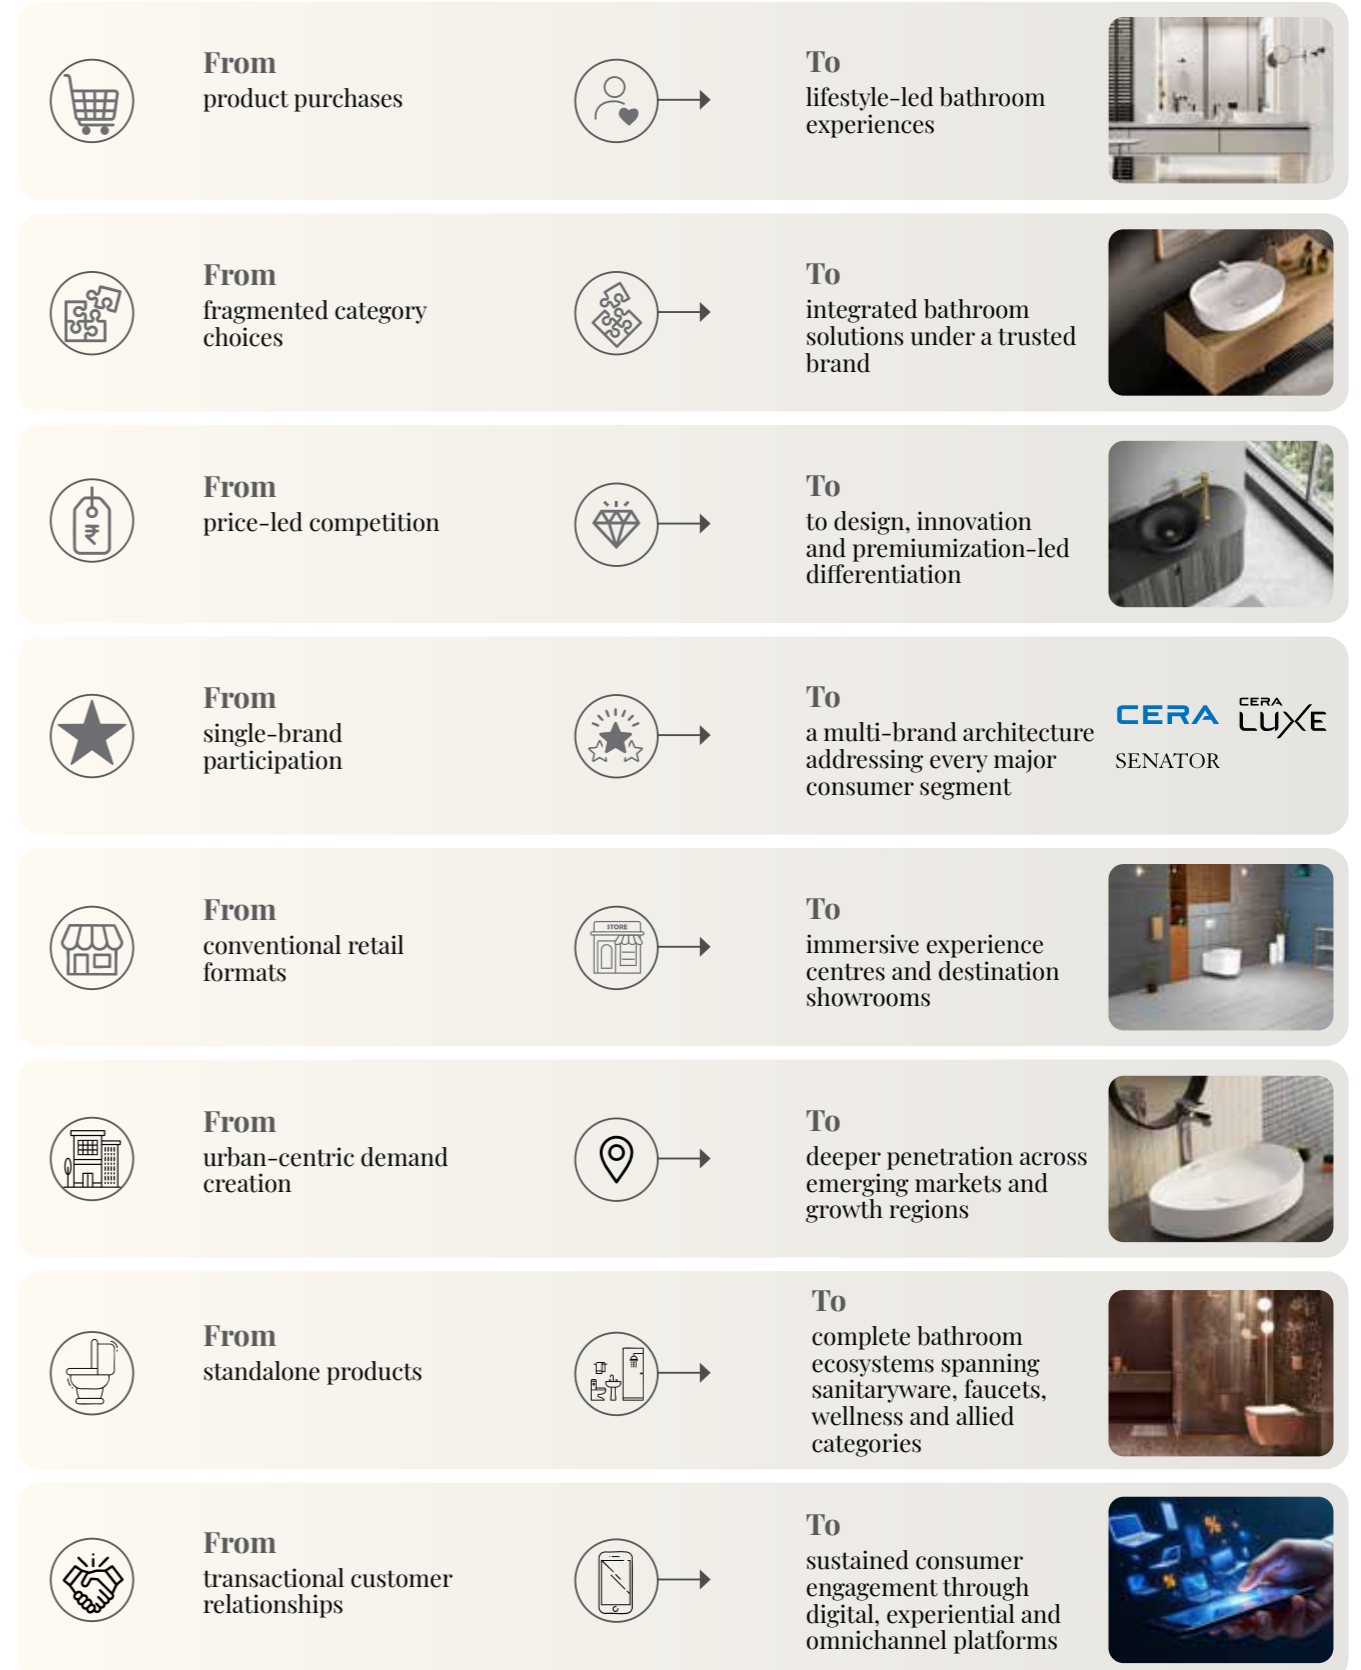 From
product purchases
To
lifestyle-led bathroom
experiences
From
fragmented category
choices
To
integrated bathroom
solutions under a trusted
brand
From
price-led competition
₹
To
to design, innovation
and premiumization-led
differentiation
From
single-brand
participation
To
a multi-brand architecture
addressing every major
consumer segment
CERA
CERA
LUXE
SENATOR
From
conventional retail
formats
STORE
To
immersive experience
centres and destination
showrooms
From
urban-centric demand
creation
To
deeper penetration across
emerging markets and
growth regions
From
standalone products
To
complete bathroom
ecosystems spanning
sanitaryware, faucets,
wellness and allied
categories
From
transactional customer
relationships
To
sustained consumer
engagement through
digital, experiential and
omnichannel platforms
%
%